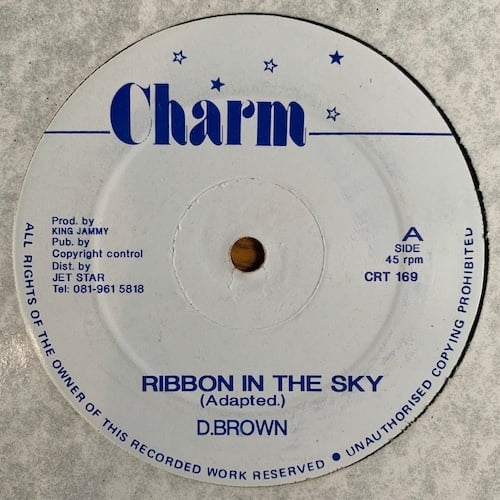 Charm
Prod. by
KING JAMMY
Pub. by
Copyright control
Dist. by
JET STAR
Tel: 081-961 5818
A
SIDE
45 rpm
CRT 169
RIBBON IN THE SKY
(Adapted.)
D.BROWN
ALL RIGHTS OF THE OWNER OF THIS RECORDED WORK RESERVED ● UNAUTHORISED COPYING PROHIBITED